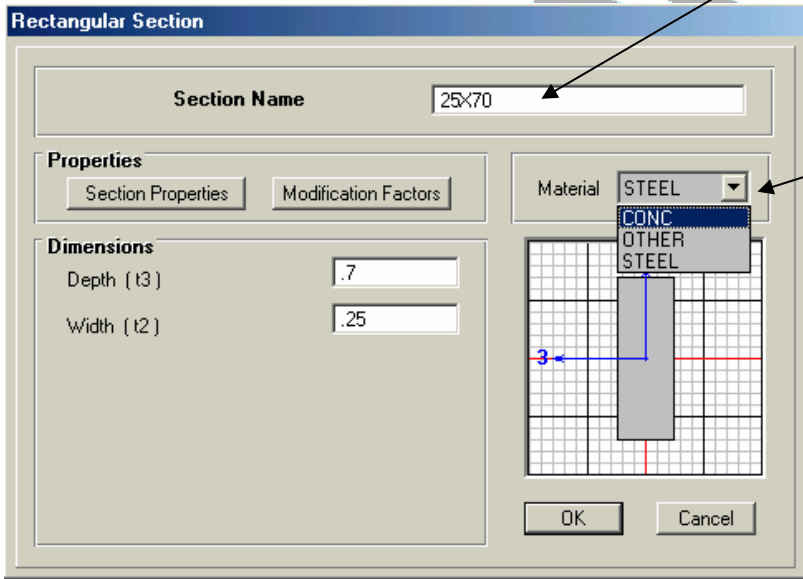 Rectangular Section
Section Name 25X70
Properties
Section Properties Modification Factors
Material STEEL
CONC
OTHER
STEEL
Dimensions
Depth ( t3 ) .7
Width ( t2 ) .25
3
OK Cancel